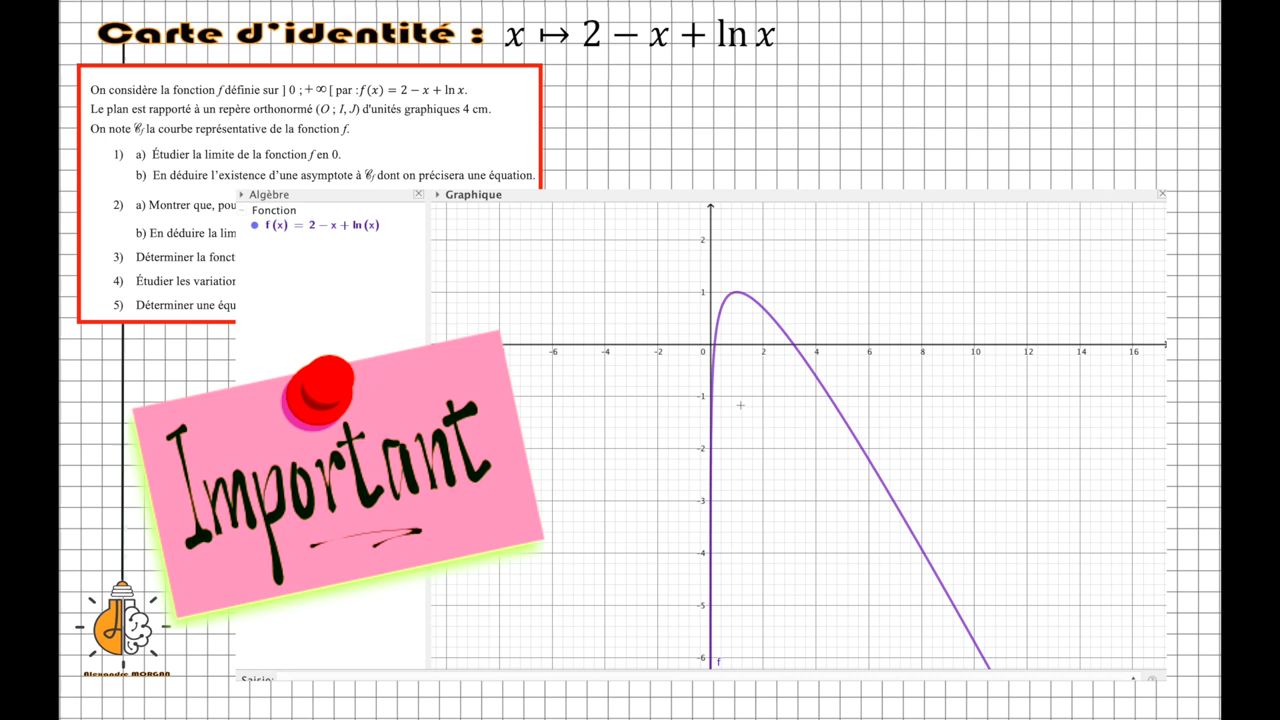 Carte d'identité : x ↦ 2 − x + ln x
On considère la fonction f définie sur ] 0 ; +∞ [ par : f(x) = 2 − x + ln x.
Le plan est rapporté à un repère orthonormé (O ; I, J) d'unités graphiques 4 cm.
On note 𝒞f la courbe représentative de la fonction f.
1) a) Étudier la limite de la fonction f en 0.
b) En déduire l'existence d'une asymptote à 𝒞f dont on précisera une équation.
2) a) Montrer que, pou
b) En déduire la lim
3) Déterminer la fonct
4) Étudier les variation
5) Déterminer une équ
Algèbre
Fonction
f(x) = 2 − x + ln(x)
Graphique
2
1
0
-1
-2
-3
-4
-5
-6
-6 -4 -2 2 4 6 8 10 12 14 16
f
Important
Alexandre MORGAN